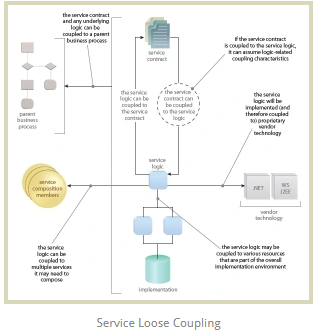 the service contract
and any underlying
logic can be
coupled to a parent
business process
service
contract
If the service contract
is coupled to the service logic,
it can assume logic-related
coupling characteristics
parent
business
process
the service
logic can be
coupled to
the service
contract
the service
contract can
be coupled
to the service
logic
the service
logic will be
implemented (and
therefore coupled
to) proprietary
vendor
technology
service
logic
service
composition
members
.NET
WS
J2EE
vendor
technology
the service
logic can be
coupled to
multiple services
it may need to
compose
the service logic may be
coupled to various resources
that are part of the overall
implementation environment
implementation
Service Loose Coupling